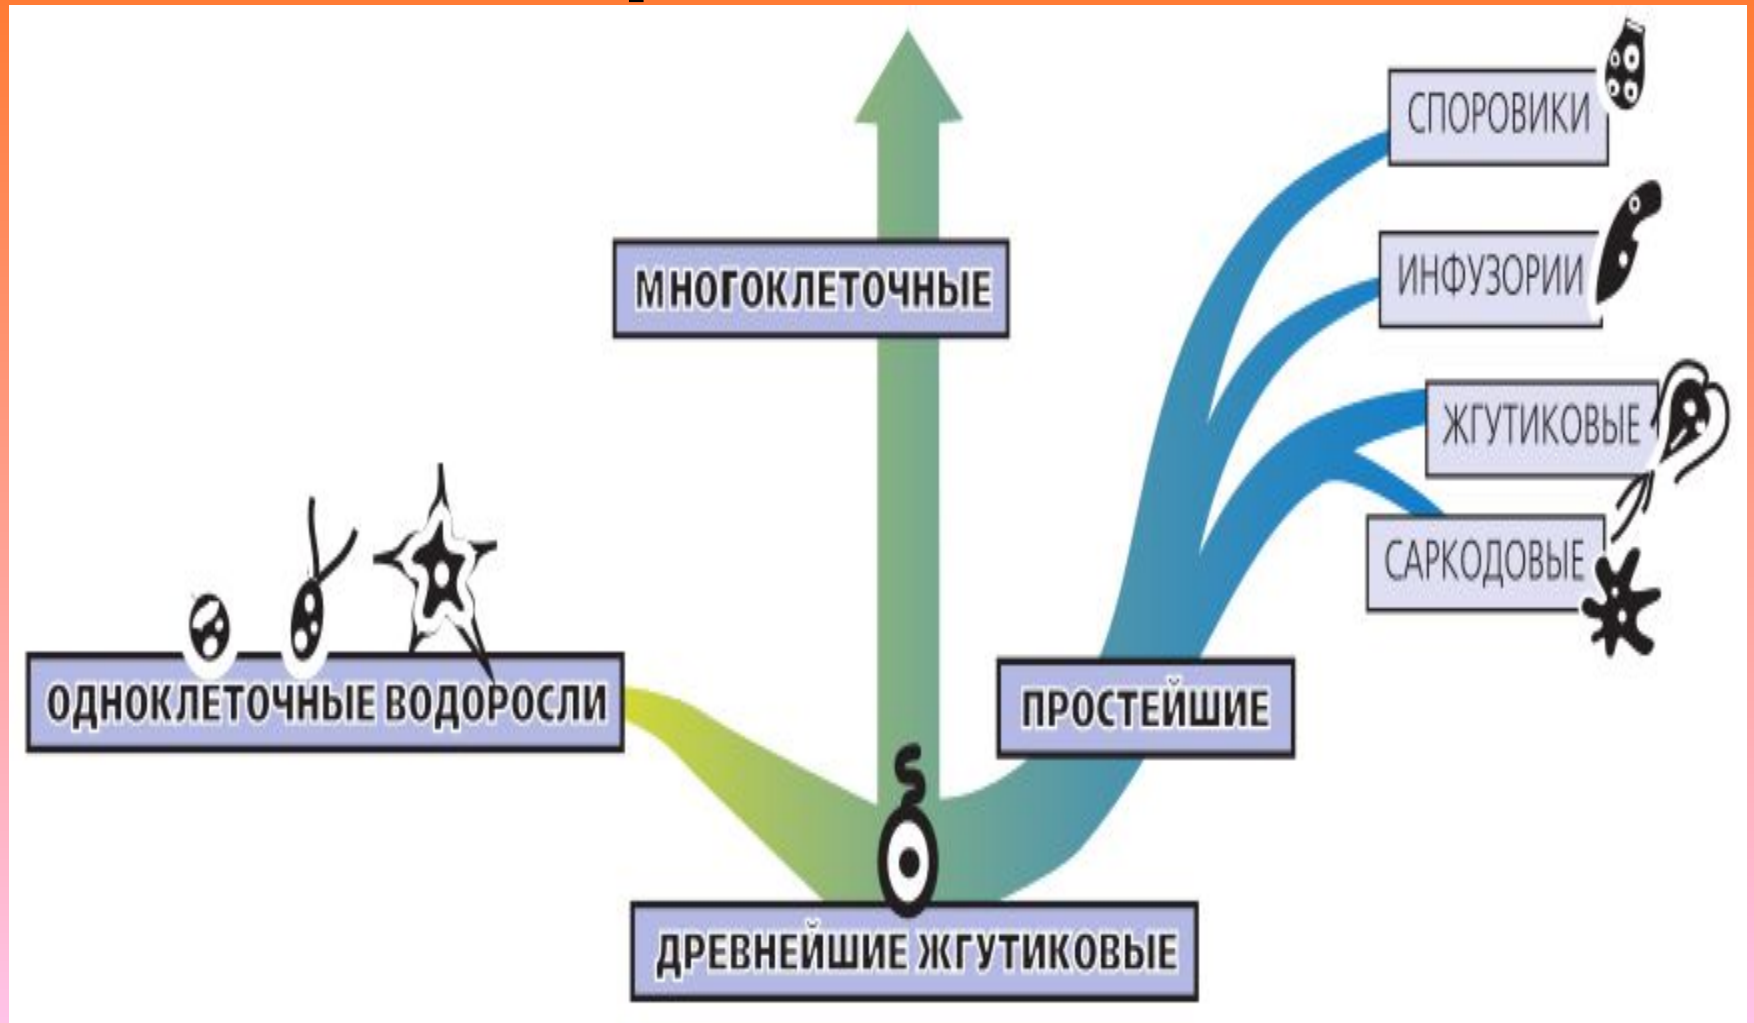 СПОРОВИКИ
ИНФУЗОРИИ
МНОГОКЛЕТОЧНЫЕ
ЖГУТИКОВЫЕ
САРКОДОВЫЕ
ОДНОКЛЕТОЧНЫЕ ВОДОРОСЛИ
ПРОСТЕЙШИЕ
ДРЕВНЕЙШИЕ ЖГУТИКОВЫЕ